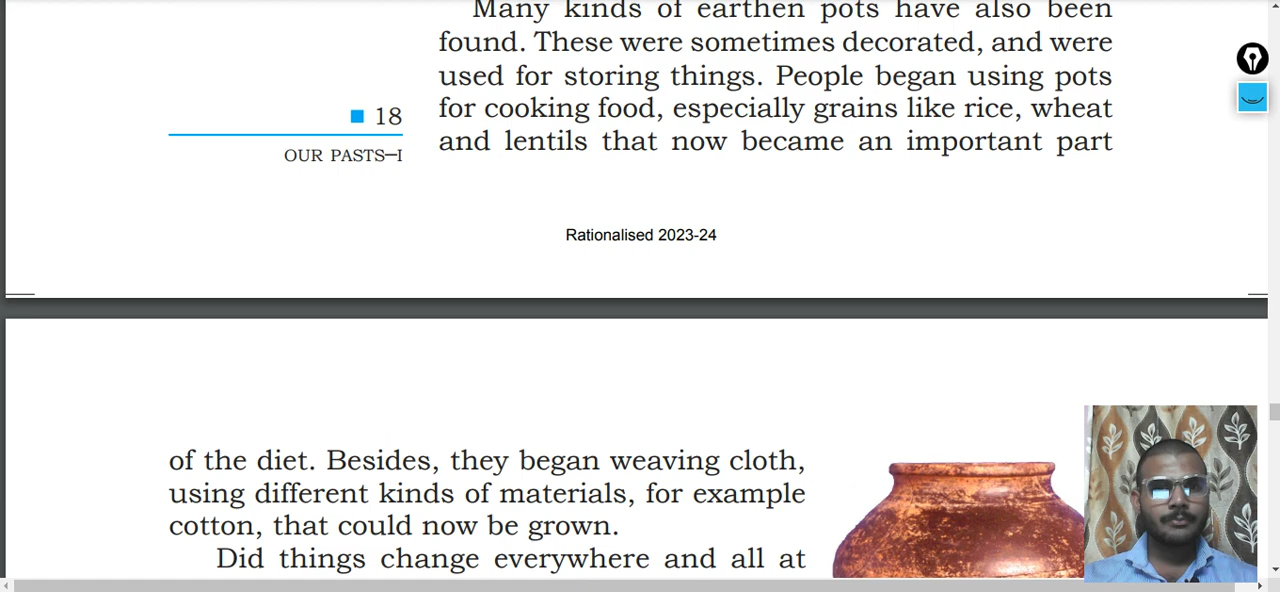 Many kinds of earthen pots have also been
found. These were sometimes decorated, and were
used for storing things. People began using pots
for cooking food, especially grains like rice, wheat
and lentils that now became an important part
■ 18
OUR PASTS—I
Rationalised 2023-24
of the diet. Besides, they began weaving cloth,
using different kinds of materials, for example
cotton, that could now be grown.
Did things change everywhere and all at